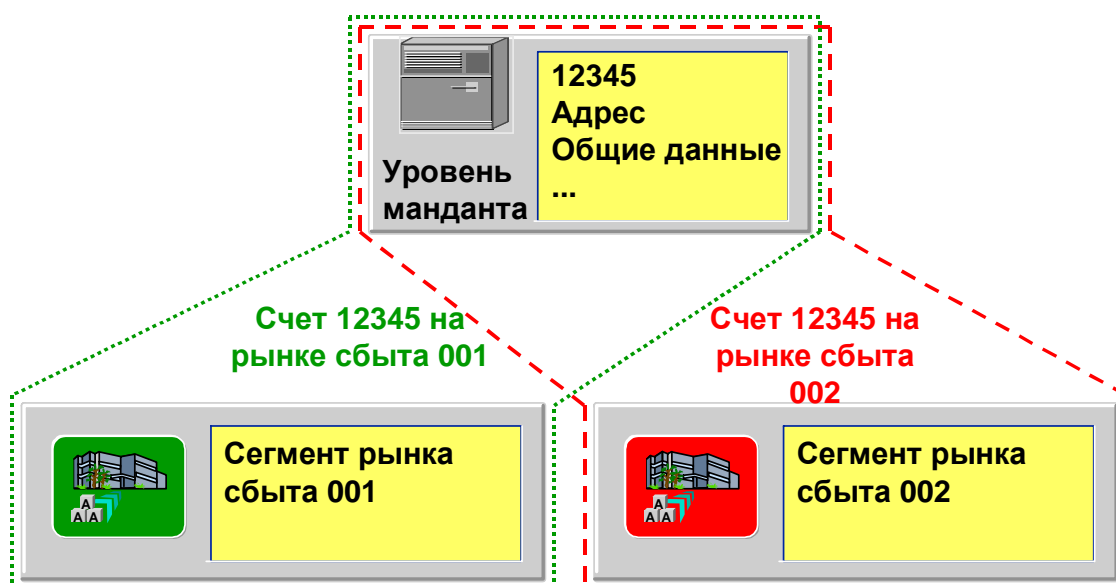 12345
Адрес
Общие данные
...
Уровень
манданта
Счет 12345 на
рынке сбыта 001
Счет 12345 на
рынке сбыта
002
Сегмент рынка
сбыта 001
A
A A
Сегмент рынка
сбыта 002
A
A A